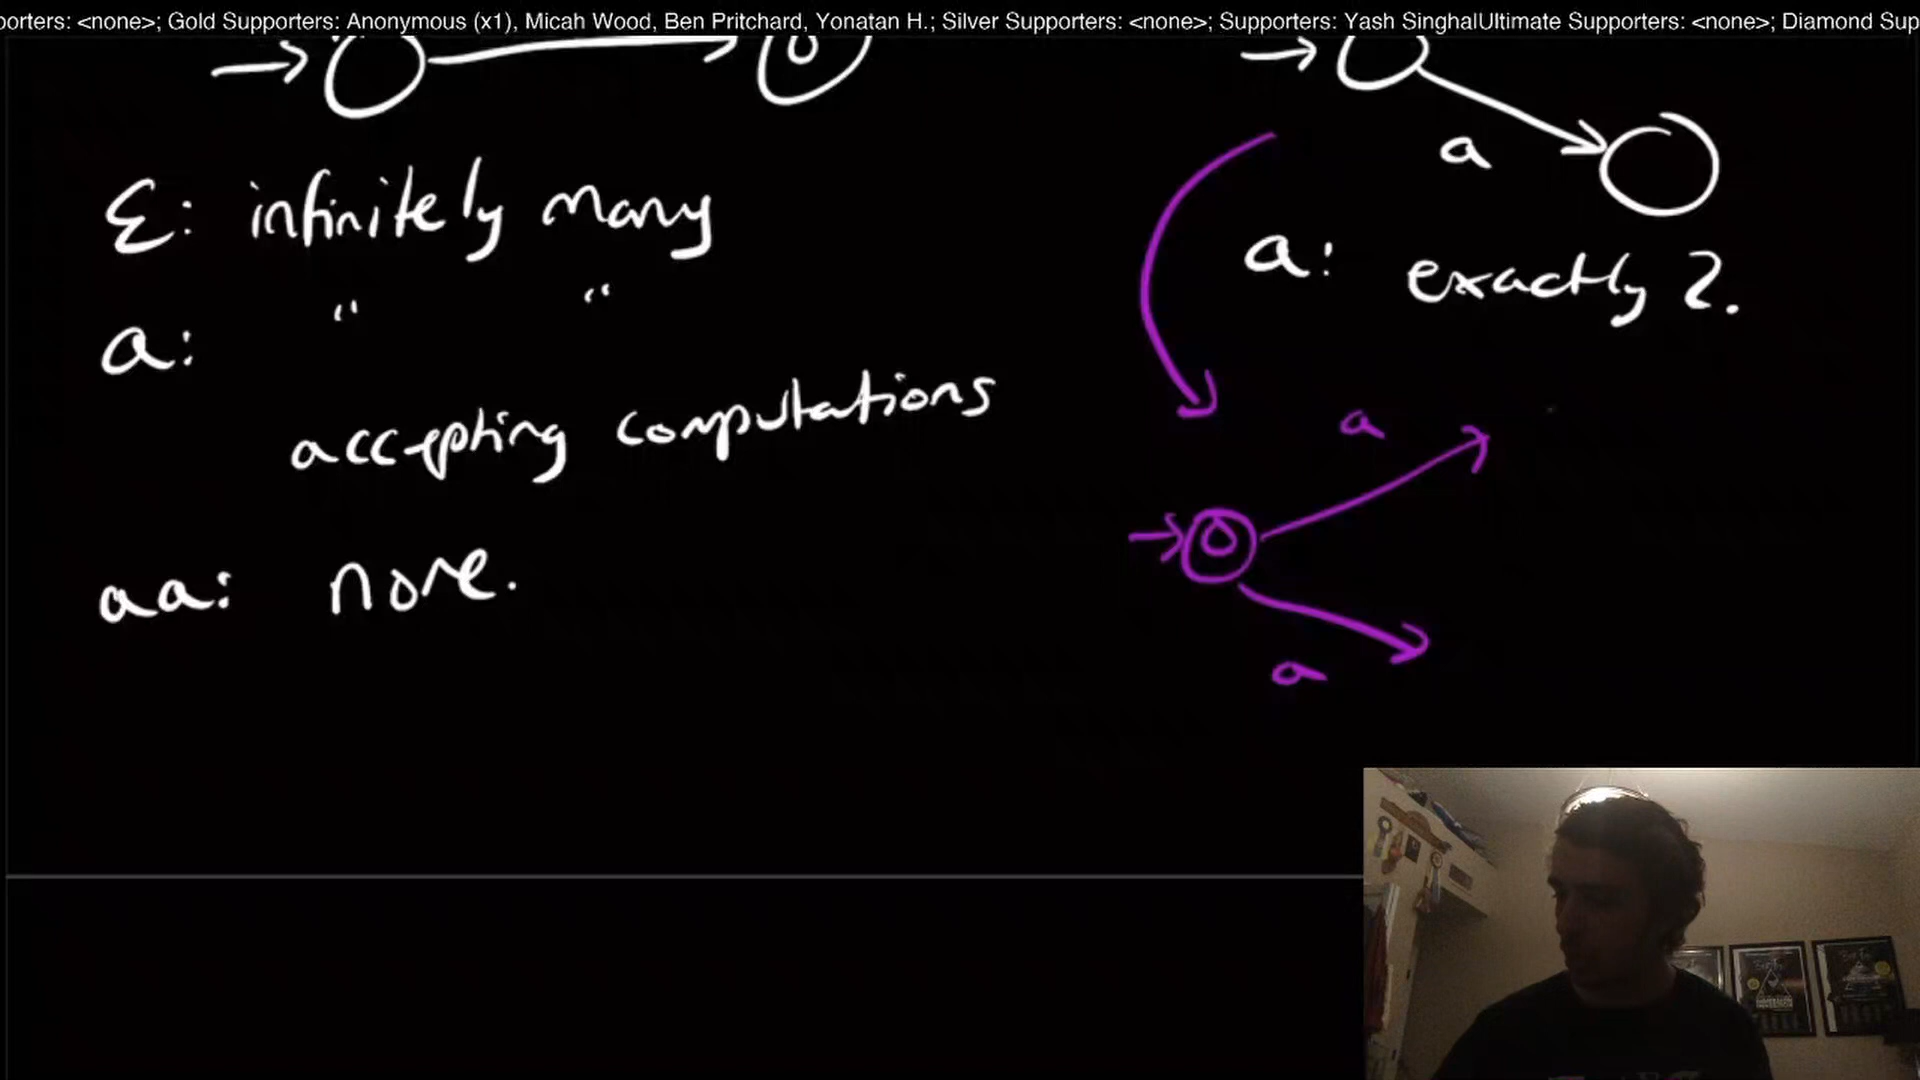 porters: <none>; Gold Supporters: Anonymous (x1), Micah Wood, Ben Pritchard, Yonatan H.; Silver Supporters: <none>; Supporters: Yash SinghalUltimate Supporters: <none>; Diamond Sup
ε: infinitely many
a: " "
accepting computations
aa: none.
a
a: exactly 2.
a
a